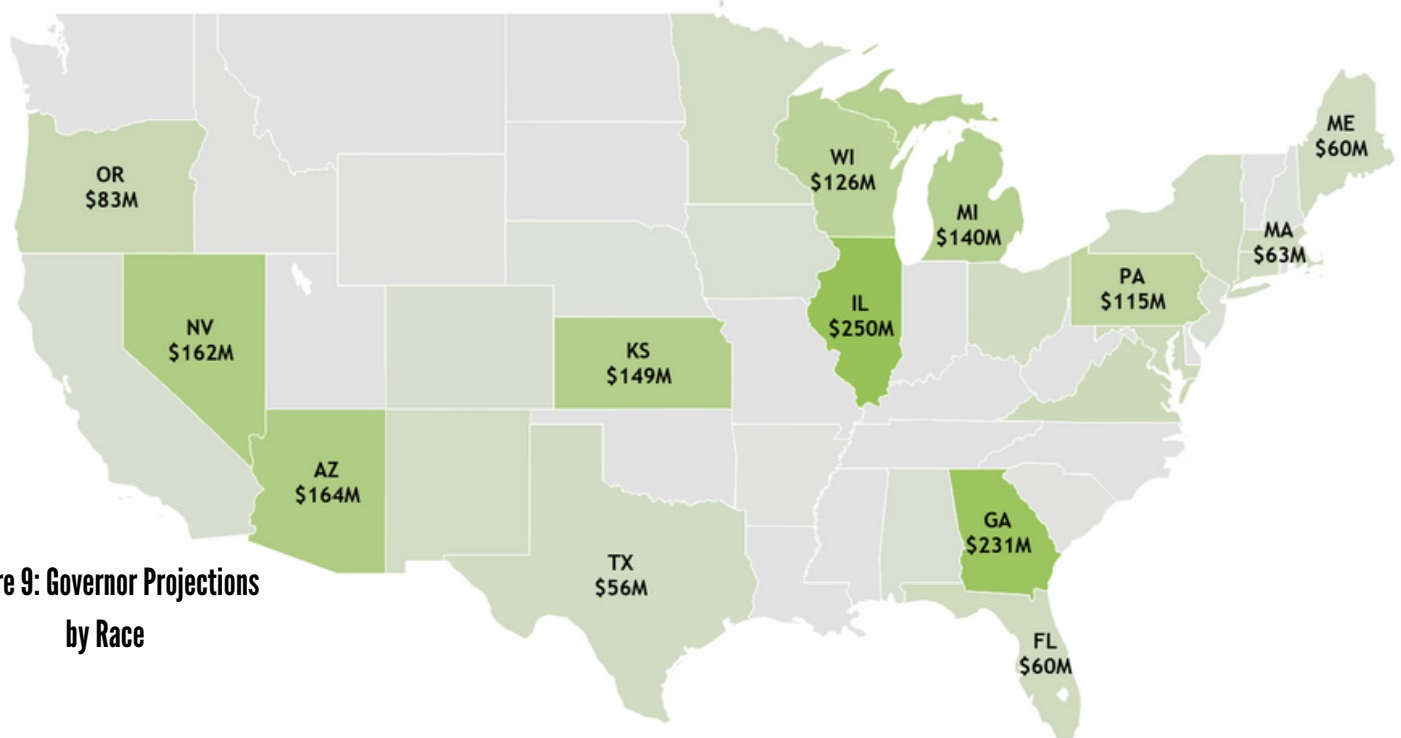 ME
$60M
WI
$126M
OR
$83M
MI
$140M
MA
$63M
PA
$115M
IL
$250M
NV
$162M
KS
$149M
AZ
$164M
GA
$231M
TX
$56M
FL
$60M
re 9: Governor Projections
by Race